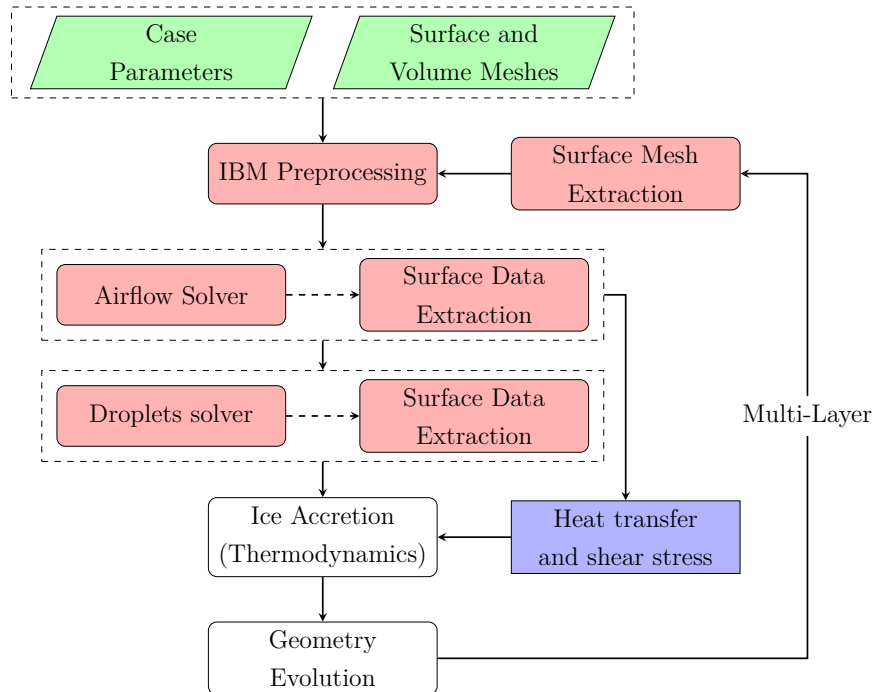 Case
Parameters
Surface and
Volume Meshes
IBM Preprocessing
Surface Mesh
Extraction
Airflow Solver
Surface Data
Extraction
Droplets solver
Surface Data
Extraction
Multi-Layer
Ice Accretion
(Thermodynamics)
Heat transfer
and shear stress
Geometry
Evolution